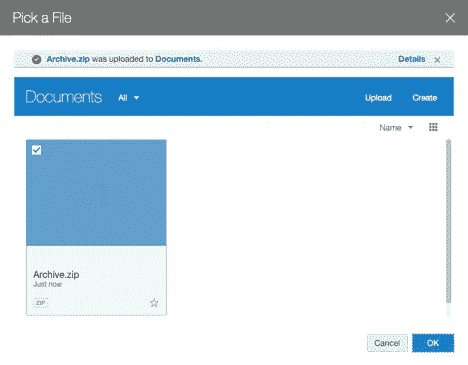 Pick a File
Archive.zip was uploaded to Documents. Details
Documents All Upload Create
Name
Archive.zip
Just now
ZIP
Cancel OK